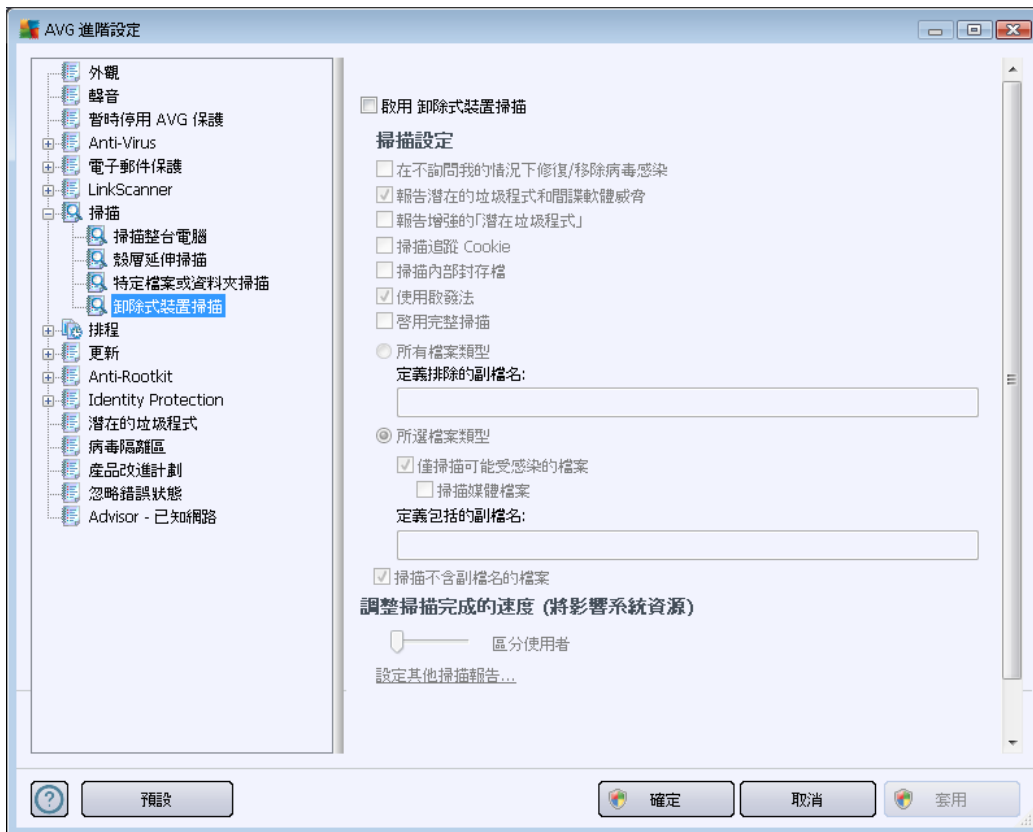 AVG 進階設定
外觀
聲音
暫時停用 AVG 保護
Anti-Virus
電子郵件保護
LinkScanner
掃描
掃描整台電腦
殼層延伸掃描
特定檔案或資料夾掃描
卸除式裝置掃描
排程
更新
Anti-Rootkit
Identity Protection
潛在的垃圾程式
病毒隔離區
產品改進計劃
忽略錯誤狀態
Advisor - 已知網路
啟用 卸除式裝置掃描
掃描設定
在不詢問我的情況下修復/移除病毒感染
報告潛在的垃圾程式和間諜軟體威脅
報告增強的「潛在垃圾程式」
掃描追蹤 Cookie
掃描內部封存檔
使用啟發法
啓用完整掃描
所有檔案類型
定義排除的副檔名:
所選檔案類型
僅掃描可能受感染的檔案
掃描媒體檔案
定義包括的副檔名:
掃描不含副檔名的檔案
調整掃描完成的速度 (將影響系統資源)
區分使用者
設定其他掃描報告...
預設
確定
取消
套用